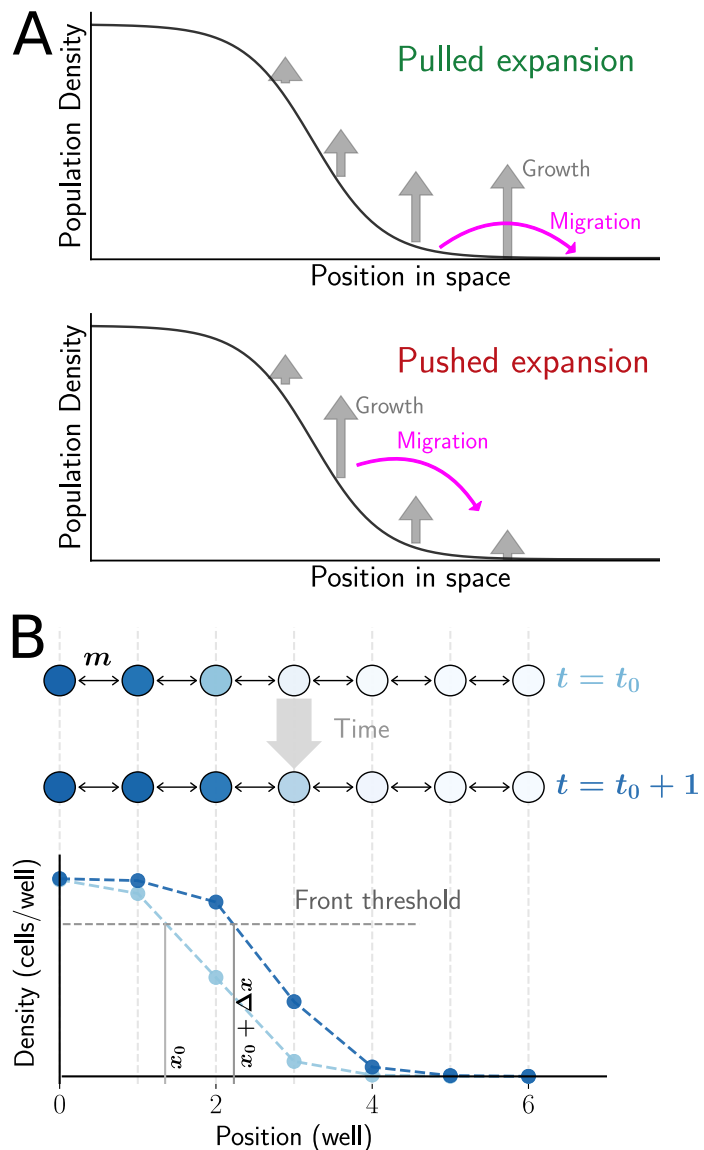 A
Population Density
Pulled expansion
Growth
Migration
Position in space
Population Density
Pushed expansion
Growth
Migration
Position in space
B
m
t = t₀
Time
t = t₀ + 1
Density (cells/well)
Front threshold
x₀
x₀ + Δx
0 2 4 6
Position (well)